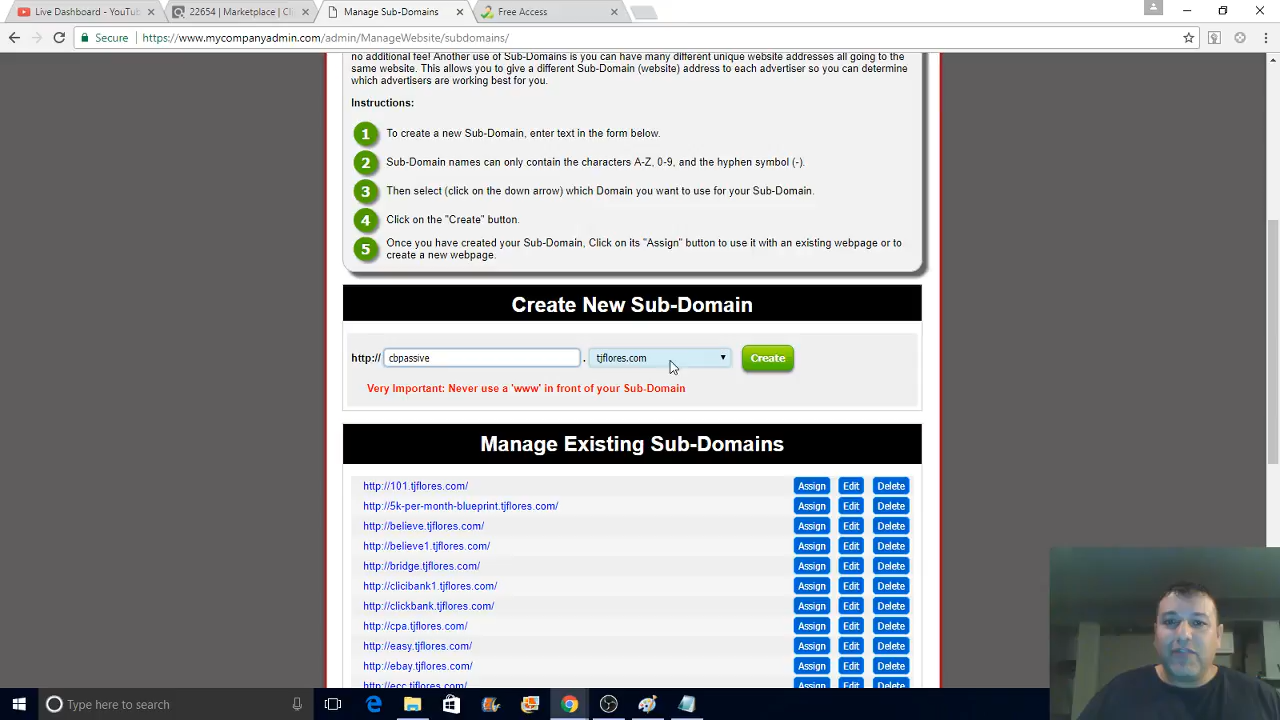 Live Dashboard - YouTu
22654 | Marketplace | Cli
Manage Sub-Domains
Free Access
Secure
https://www.mycompanyadmin.com/admin/ManageWebsite/subdomains/
no additional fee! Another use of Sub-Domains is you can have many different unique website addresses all going to the
same website. This allows you to give a different Sub-Domain (website) address to each advertiser so you can determine
which advertisers are working best for you.
Instructions:
1 To create a new Sub-Domain, enter text in the form below.
2 Sub-Domain names can only contain the characters A-Z, 0-9, and the hyphen symbol (-).
3 Then select (click on the down arrow) which Domain you want to use for your Sub-Domain.
4 Click on the "Create" button.
5 Once you have created your Sub-Domain, Click on its "Assign" button to use it with an existing webpage or to
create a new webpage.
Create New Sub-Domain
http:// cbpassive . tjflores.com Create
Very Important: Never use a 'www' in front of your Sub-Domain
Manage Existing Sub-Domains
http://101.tjflores.com/ Assign Edit Delete
http://5k-per-month-blueprint.tjflores.com/ Assign Edit Delete
http://believe.tjflores.com/ Assign Edit Delete
http://believe1.tjflores.com/ Assign Edit Delete
http://bridge.tjflores.com/ Assign Edit Delete
http://clicibank1.tjflores.com/ Assign Edit Delete
http://clickbank.tjflores.com/ Assign Edit Delete
http://cpa.tjflores.com/ Assign Edit Delete
http://easy.tjflores.com/ Assign Edit Delete
http://ebay.tjflores.com/ Assign Edit Delete
http://ecc.tjflores.com/ Assign Edit Delete
Type here to search